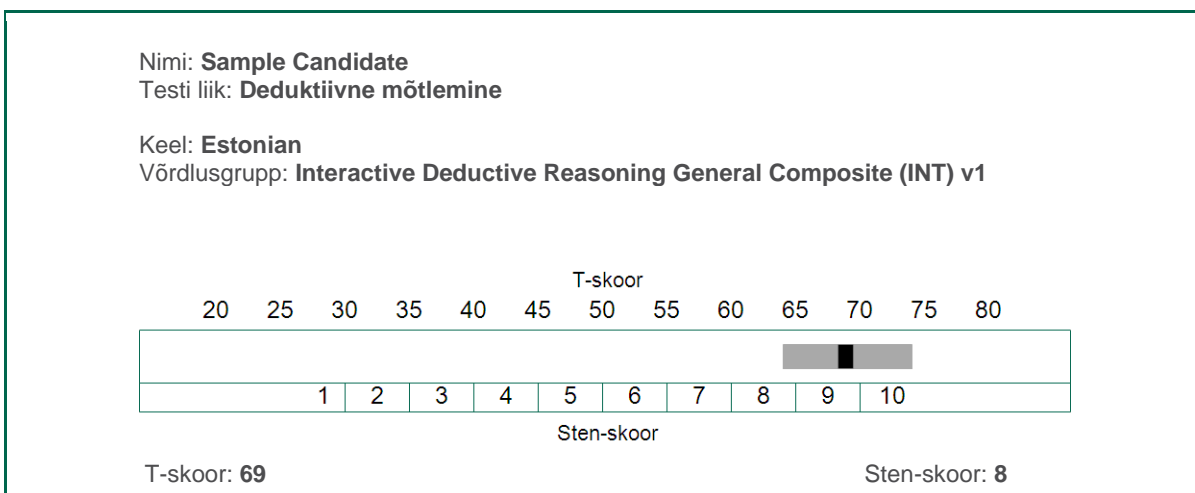 Nimi: Sample Candidate
Testi liik: Deduktiivne mõtlemine
Keel: Estonian
Võrdlusgrupp: Interactive Deductive Reasoning General Composite (INT) v1
T-skoor
20 25 30 35 40 45 50 55 60 65 70 75 80
1 2 3 4 5 6 7 8 9 10
Sten-skoor
T-skoor: 69 Sten-skoor: 8